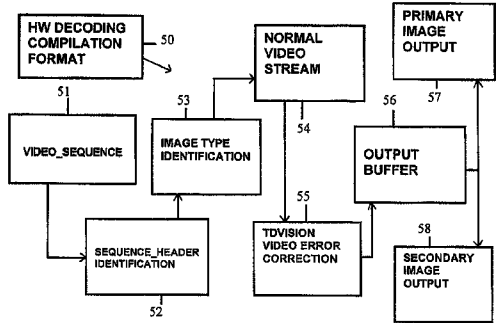 HW DECODING
COMPILATION
FORMAT
50
51
VIDEO_SEQUENCE
SEQUENCE_HEADER
IDENTIFICATION
52
53
IMAGE TYPE
IDENTIFICATION
NORMAL
VIDEO
STREAM
54
55
TDVISION
VIDEO ERROR
CORRECTION
56
OUTPUT
BUFFER
PRIMARY
IMAGE
OUTPUT
57
58
SECONDARY
IMAGE
OUTPUT